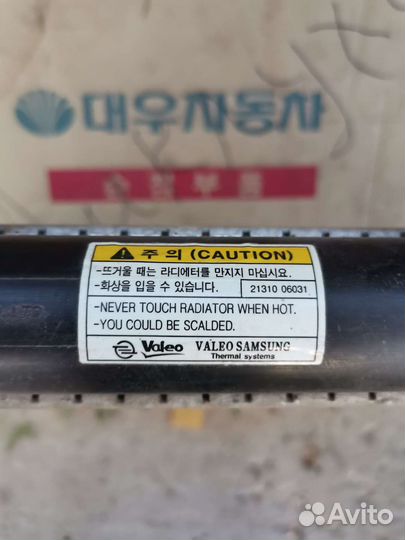 대우자동차
순정부품
주 의 (CAUTION)
-뜨거울 때는 라디에터를 만지지 마십시요.
-화상을 입을 수 있습니다. 21310 06031
-NEVER TOUCH RADIATOR WHEN HOT.
-YOU COULD BE SCALDED.
Valeo VALEO SAMSUNG
Thermal systems
Avito